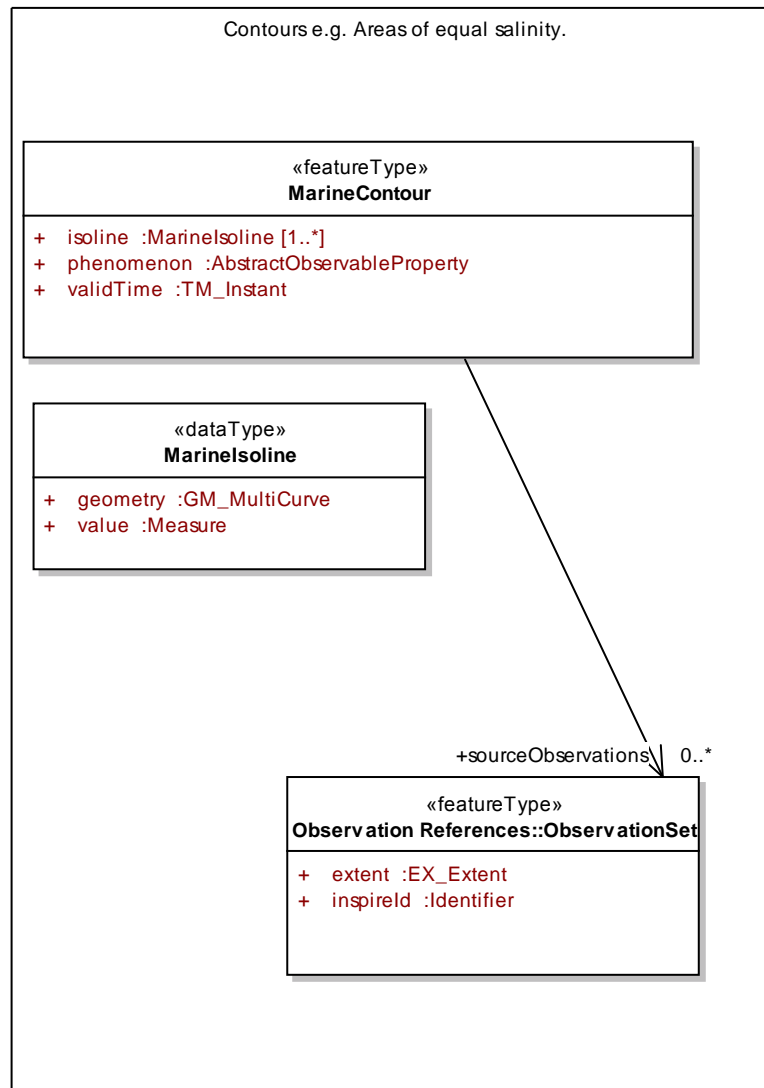 Contours e.g. Areas of equal salinity.
«featureType»
MarineContour
+ isoline :MarineIsoline [1..*]
+ phenomenon :AbstractObservableProperty
+ validTime :TM_Instant
«dataType»
MarineIsoline
+ geometry :GM_MultiCurve
+ value :Measure
+sourceObservations 0..*
«featureType»
Observation References::ObservationSet
+ extent :EX_Extent
+ inspireId :Identifier